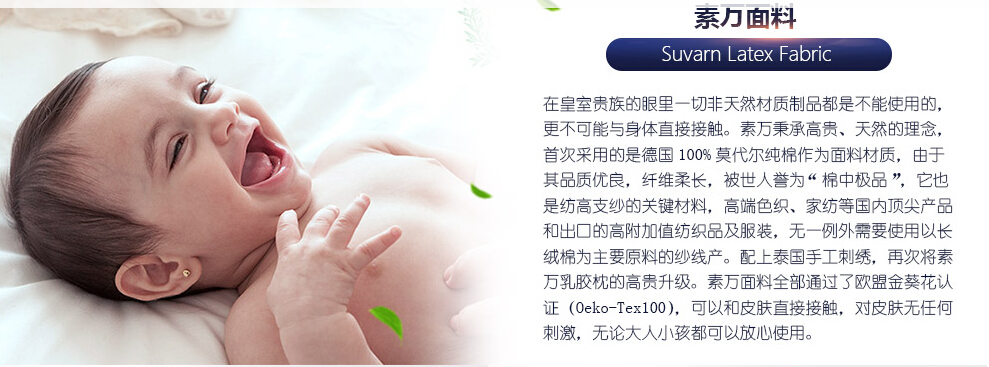 素万面料
Suvarn Latex Fabric
在皇室贵族的眼里一切非天然材质制品都是不能使用的，
更不可能与身体直接接触。素万秉承高贵、天然的理念，
首次采用的是德国 100% 莫代尔纯棉作为面料材质，由于
其品质优良，纤维柔长，被世人誉为“ 棉中极品 ”，它也
是纺高支纱的关键材料，高端色织、家纺等国内顶尖产品
和出口的高附加值纺织品及服装，无一例外需要使用以长
绒棉为主要原料的纱线产。配上泰国手工刺绣，再次将素
万乳胶枕的高贵升级。素万面料全部通过了欧盟金葵花认
证（Oeko-Tex100)，可以和皮肤直接接触，对皮肤无任何
刺激，无论大人小孩都可以放心使用。